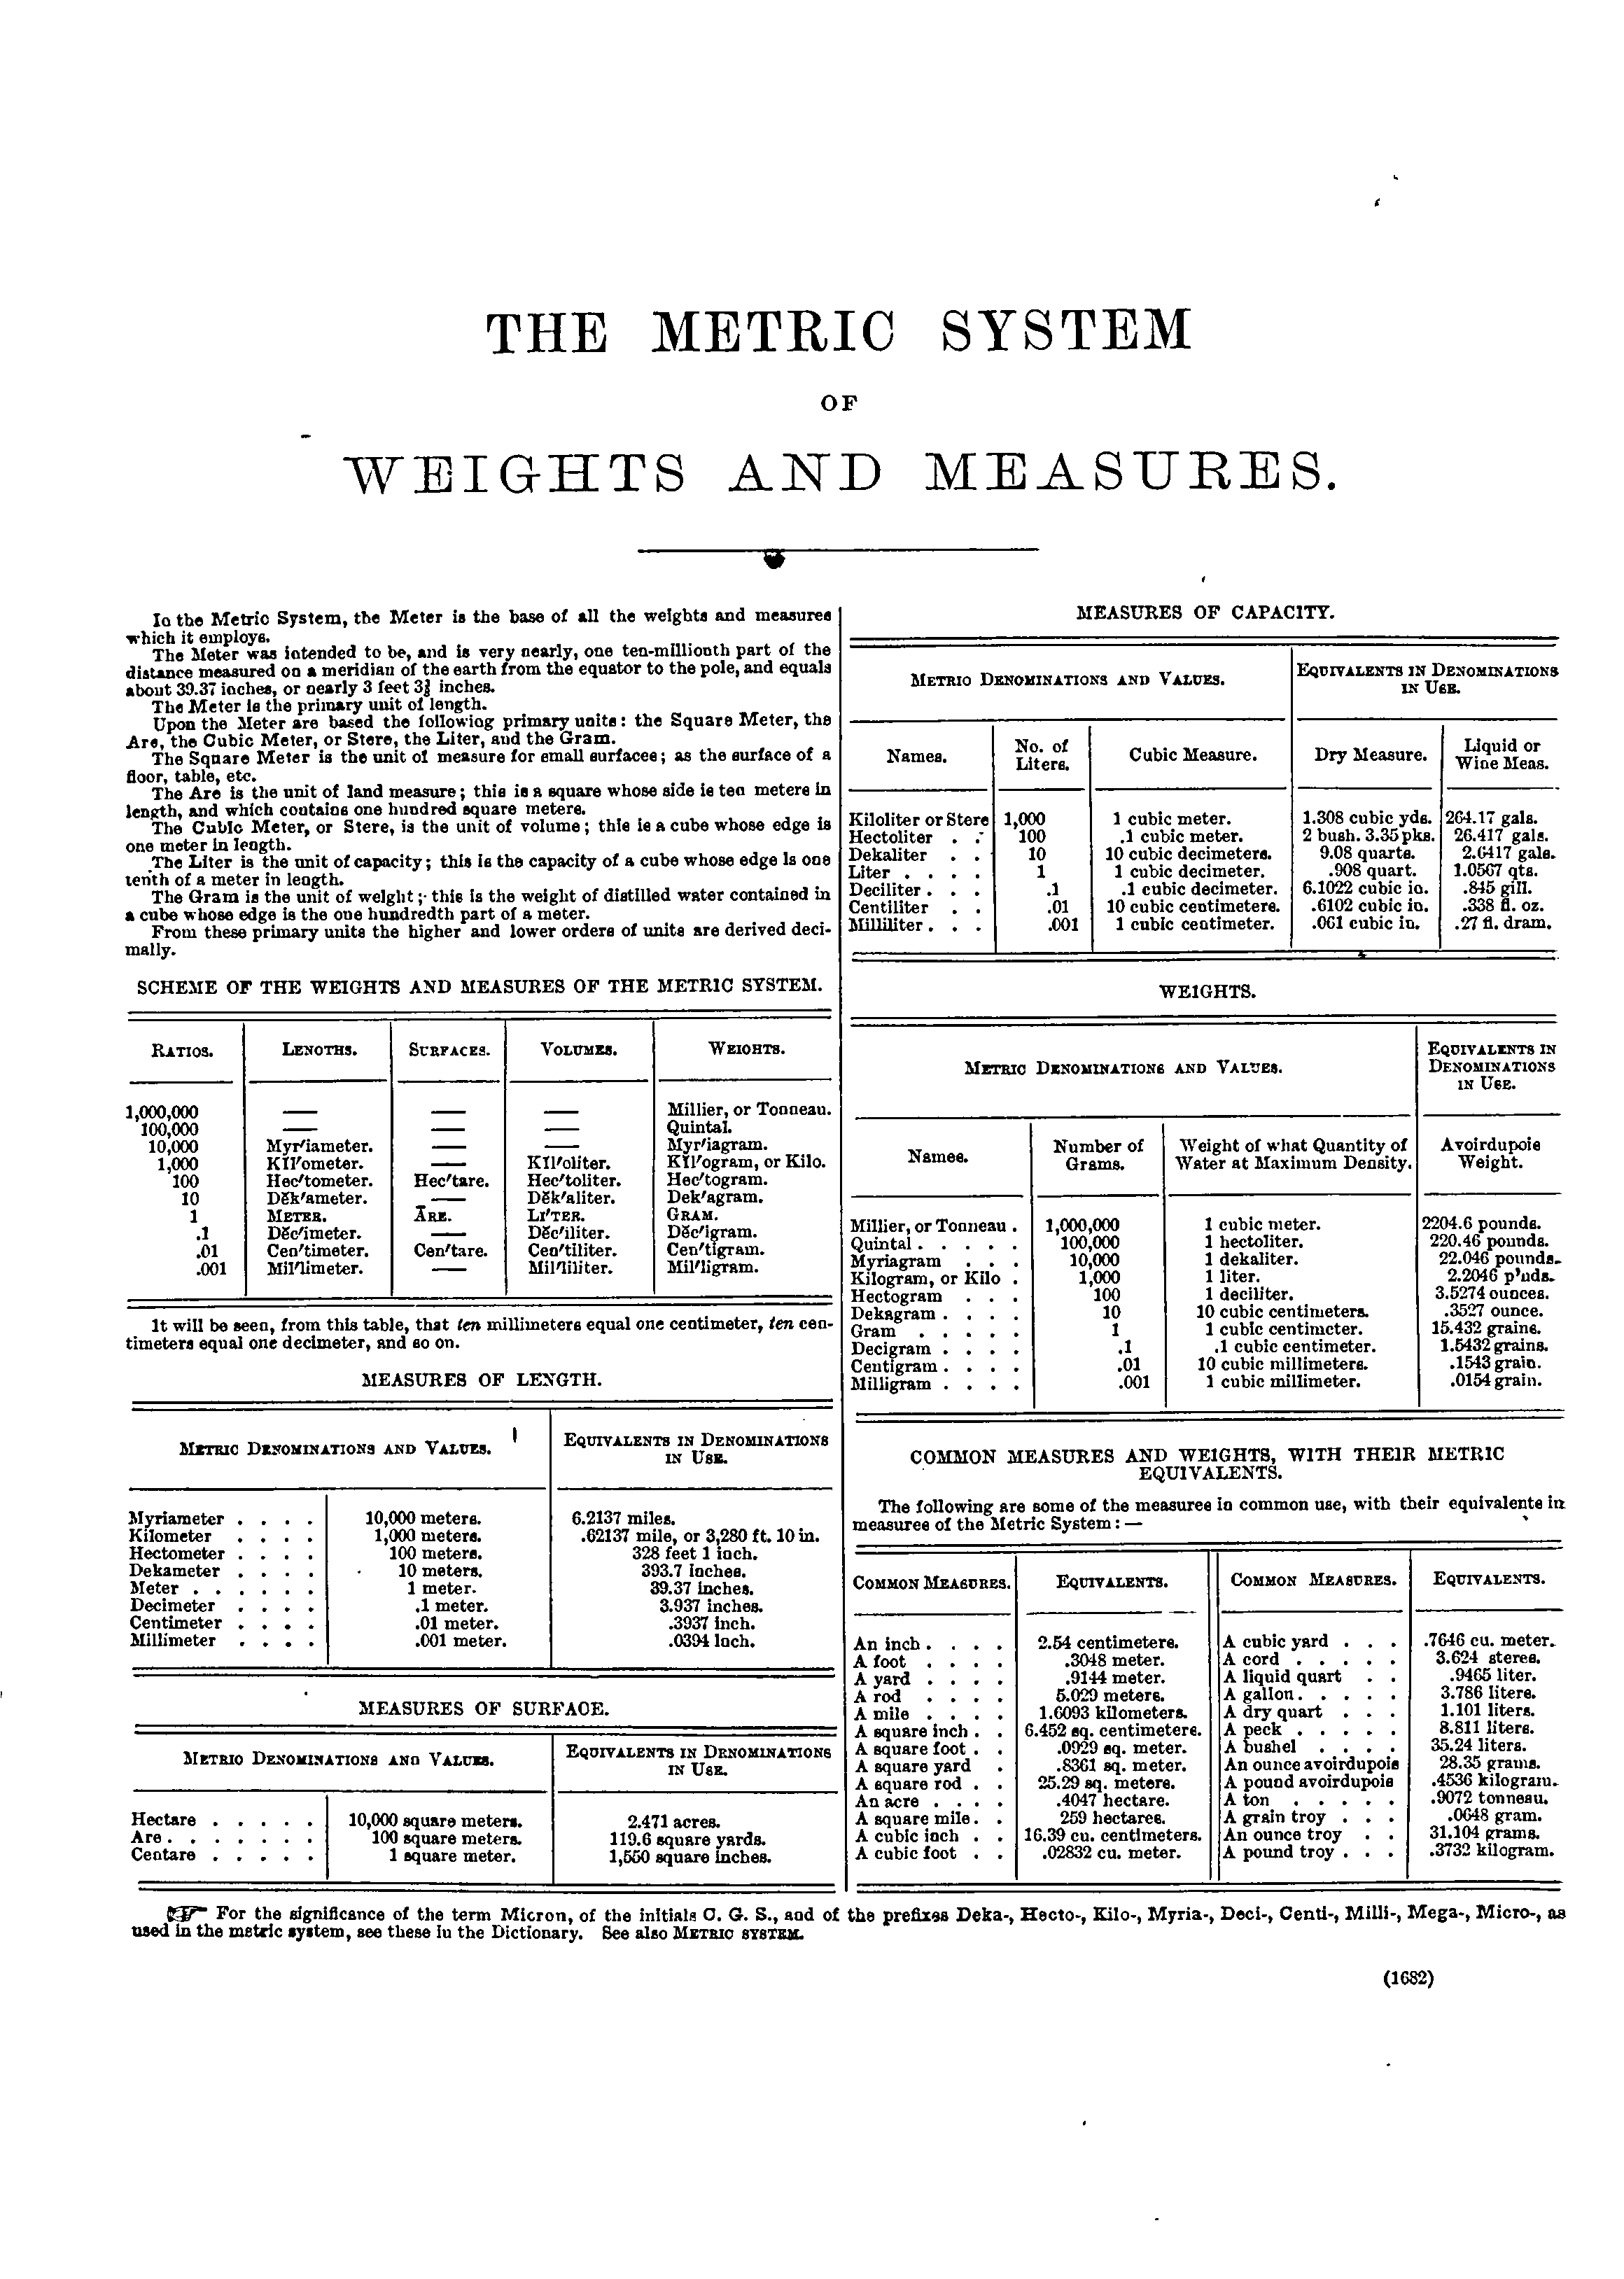 THE METRIC SYSTEM
OF
WEIGHTS AND MEASURES.
In the Metric System, the Meter is the base of all the weights and measures
which it employs.
The Meter was intended to be, and is very nearly, one ten-millionth part of the
distance measured on a meridian of the earth from the equator to the pole, and equals
about 39.37 inches, or nearly 3 feet 3⅜ inches.
The Meter is the primary unit of length.
Upon the Meter are based the following primary units: the Square Meter, the
Are, the Cubic Meter, or Stere, the Liter, and the Gram.
The Square Meter is the unit of measure for small surfaces; as the surface of a
floor, table, etc.
The Are is the unit of land measure; this is a square whose side is ten meters in
length, and which contains one hundred square meters.
The Cubic Meter, or Stere, is the unit of volume; this is a cube whose edge is
one meter in length.
The Liter is the unit of capacity; this is the capacity of a cube whose edge is one
tenth of a meter in length.
The Gram is the unit of weight; this is the weight of distilled water contained in
a cube whose edge is the one hundredth part of a meter.
From these primary units the higher and lower orders of units are derived deci-
mally.
SCHEME OF THE WEIGHTS AND MEASURES OF THE METRIC SYSTEM.
RATIOS. LENGTHS. SURFACES. VOLUMES. WEIGHTS.
1,000,000 — — — Millier, or Tonneau.
100,000 — — — Quintal.
10,000 Myr′iameter. — — Myr′iagram.
1,000 Kĭl′ometer. — Kĭl′oliter. Kĭl′ogram, or Kilo.
100 Hec′tometer. Hec′tare. Hec′toliter. Hec′togram.
10 Dĕk′ameter. — Dĕk′aliter. Dek′agram.
1 METER. ĀRE. LI′TER. GRAM.
.1 Dĕc′imeter. — Dĕc′iliter. Dĕc′igram.
.01 Cen′timeter. Cen′tare. Cen′tiliter. Cen′tigram.
.001 Mil′limeter. — Mil′liliter. Mil′ligram.
It will be seen, from this table, that ten millimeters equal one centimeter, ten cen-
timeters equal one decimeter, and so on.
MEASURES OF LENGTH.
METRIC DENOMINATIONS AND VALUES. EQUIVALENTS IN DENOMINATIONS
IN USE.
Myriameter . . . . 10,000 meters. 6.2137 miles.
Kilometer . . . . 1,000 meters. .62137 mile, or 3,280 ft. 10 in.
Hectometer . . . . 100 meters. 328 feet 1 inch.
Dekameter . . . . 10 meters. 393.7 inches.
Meter . . . . . . 1 meter. 39.37 inches.
Decimeter . . . . .1 meter. 3.937 inches.
Centimeter . . . . .01 meter. .3937 inch.
Millimeter . . . . .001 meter. .0394 inch.
MEASURES OF SURFACE.
METRIC DENOMINATIONS AND VALUES. EQUIVALENTS IN DENOMINATIONS
IN USE.
Hectare . . . . . 10,000 square meters. 2.471 acres.
Are . . . . . . . 100 square meters. 119.6 square yards.
Centare . . . . . 1 square meter. 1,550 square inches.
MEASURES OF CAPACITY.
METRIC DENOMINATIONS AND VALUES. EQUIVALENTS IN DENOMINATIONS
IN USE.
Names. No. of Liters. Cubic Measure. Dry Measure. Liquid or Wine Meas.
Kiloliter or Stere 1,000 1 cubic meter. 1.308 cubic yds. 264.17 gals.
Hectoliter . . 100 .1 cubic meter. 2 bush. 3.35 pks. 26.417 gals.
Dekaliter . . 10 10 cubic decimeters. 9.08 quarts. 2.6417 gals.
Liter . . . . 1 1 cubic decimeter. .908 quart. 1.0567 qts.
Deciliter . . . .1 .1 cubic decimeter. 6.1022 cubic in. .845 gill.
Centiliter . . .01 10 cubic centimeters. .6102 cubic in. .338 fl. oz.
Milliliter . . . .001 1 cubic centimeter. .061 cubic in. .27 fl. dram.
WEIGHTS.
METRIC DENOMINATIONS AND VALUES. EQUIVALENTS IN
DENOMINATIONS
IN USE.
Names. Number of Grams. Weight of what Quantity of Water at Maximum Density. Avoirdupois Weight.
Millier, or Tonneau . 1,000,000 1 cubic meter. 2204.6 pounds.
Quintal . . . . . 100,000 1 hectoliter. 220.46 pounds.
Myriagram . . . 10,000 1 dekaliter. 22.046 pounds.
Kilogram, or Kilo . 1,000 1 liter. 2.2046 p'nds.
Hectogram . . . 100 1 deciliter. 3.5274 ounces.
Dekagram . . . . 10 10 cubic centimeters. .3527 ounce.
Gram . . . . . 1 1 cubic centimeter. 15.432 grains.
Decigram . . . . .1 .1 cubic centimeter. 1.5432 grains.
Centigram . . . . .01 10 cubic millimeters. .1543 grain.
Milligram . . . . .001 1 cubic millimeter. .0154 grain.
COMMON MEASURES AND WEIGHTS, WITH THEIR METRIC
EQUIVALENTS.
The following are some of the measures in common use, with their equivalents in
measures of the Metric System: —
COMMON MEASURES. EQUIVALENTS. COMMON MEASURES. EQUIVALENTS.
An inch . . . . 2.54 centimeters. A cubic yard . . . .7646 cu. meter.
A foot . . . . .3048 meter. A cord . . . . . 3.624 steres.
A yard . . . . .9144 meter. A liquid quart . . .9465 liter.
A rod . . . . 5.029 meters. A gallon . . . . . 3.786 liters.
A mile . . . . 1.6093 kilometers. A dry quart . . . 1.101 liters.
A square inch . . 6.452 sq. centimeters. A peck . . . . . 8.811 liters.
A square foot . . .0929 sq. meter. A bushel . . . . 35.24 liters.
A square yard . .8361 sq. meter. An ounce avoirdupois 28.35 grams.
A square rod . . 25.29 sq. meters. A pound avoirdupois .4536 kilogram.
An acre . . . . .4047 hectare. A ton . . . . . .9072 tonneau.
A square mile . . 259 hectares. A grain troy . . . .0648 gram.
A cubic inch . . 16.39 cu. centimeters. An ounce troy . . 31.104 grams.
A cubic foot . . .02832 cu. meter. A pound troy . . . .3732 kilogram.
☞ For the significance of the term Micron, of the initials C. G. S., and of the prefixes Deka-, Hecto-, Kilo-, Myria-, Deci-, Centi-, Milli-, Mega-, Micro-, as
used in the metric system, see these in the Dictionary. See also METRIC SYSTEM.
(1682)